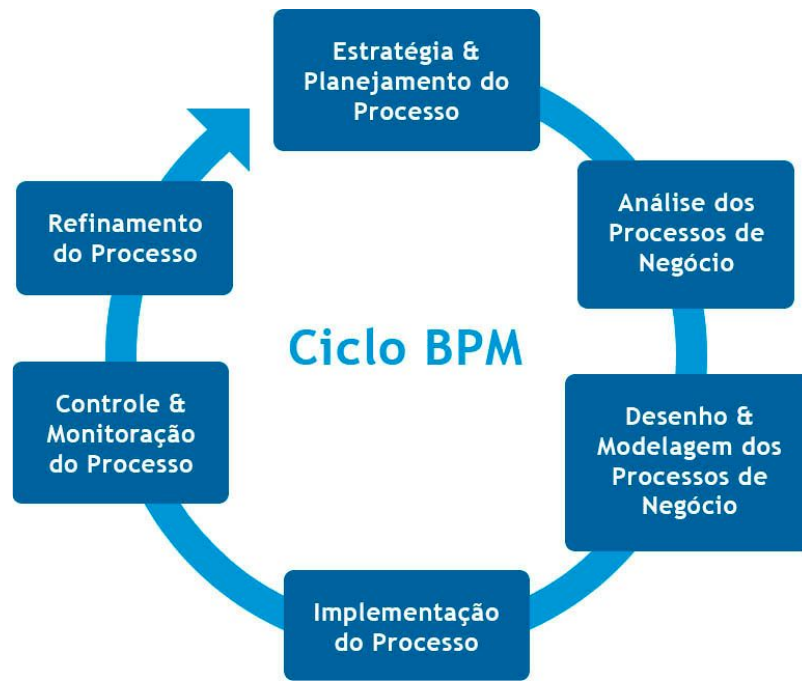 Estratégia &
Planejamento do
Processo
Análise dos
Processos de
Negócio
Desenho &
Modelagem dos
Processos de
Negócio
Implementação
do Processo
Controle &
Monitoração
do Processo
Refinamento
do Processo
Ciclo BPM